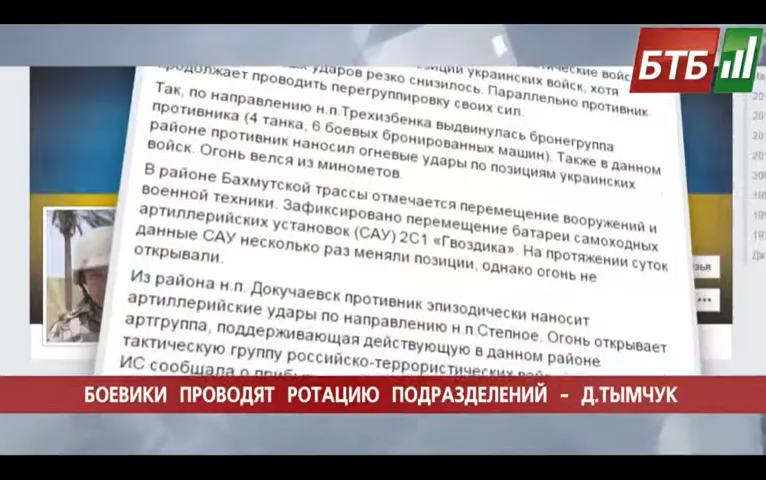 БТБ
ударов резко снизилось. Параллельно противник
продолжает проводить перегруппировку своих сил.
Так, по направлению н.п.Трехизбенка выдвинулась бронегруппа
противника (4 танка, 6 боевых бронированных машин). Также в данном
районе противник наносил огневые удары по позициям украинских
войск. Огонь велся из минометов.
В районе Бахмутской трассы отмечается перемещение вооружений и
военной техники. Зафиксировано перемещение батареи самоходных
артиллерийских установок (САУ) 2С1 «Гвоздика». На протяжении суток
данные САУ несколько раз меняли позиции, однако огонь не
открывали.
Из района н.п. Докучаевск противник эпизодически наносит
артиллерийские удары по направлению н.п.Степное. Огонь открывает
артгруппа, поддерживающая действующую в данном районе
тактическую группу российско-террористических
ИС сообщала о
БОЕВИКИ ПРОВОДЯТ РОТАЦИЮ ПОДРАЗДЕЛЕНИЙ - Д.ТЫМЧУК